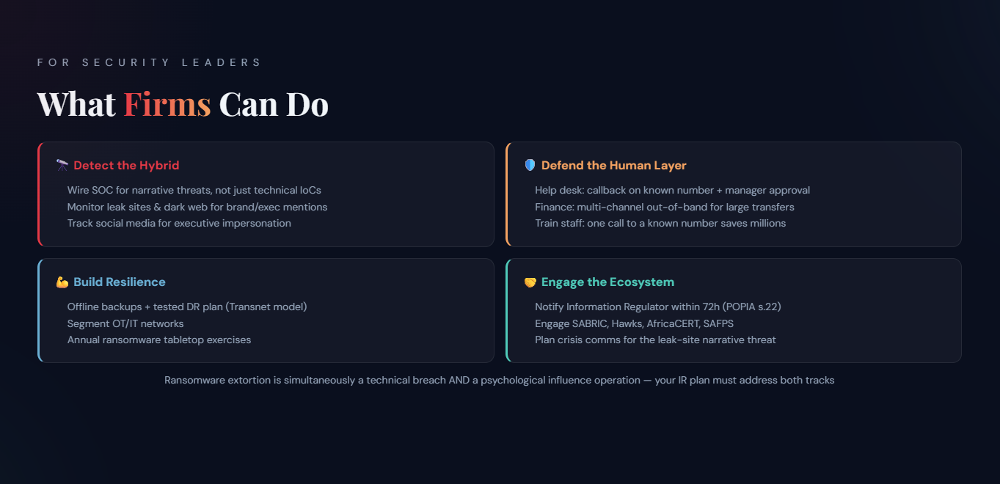 FOR SECURITY LEADERS
What Firms Can Do
Detect the Hybrid
Wire SOC for narrative threats, not just technical IoCs
Monitor leak sites & dark web for brand/exec mentions
Track social media for executive impersonation
Defend the Human Layer
Help desk: callback on known number + manager approval
Finance: multi-channel out-of-band for large transfers
Train staff: one call to a known number saves millions
Build Resilience
Offline backups + tested DR plan (Transnet model)
Segment OT/IT networks
Annual ransomware tabletop exercises
Engage the Ecosystem
Notify Information Regulator within 72h (POPIA s.22)
Engage SABRIC, Hawks, AfricaCERT, SAFPS
Plan crisis comms for the leak-site narrative threat
Ransomware extortion is simultaneously a technical breach AND a psychological influence operation — your IR plan must address both tracks